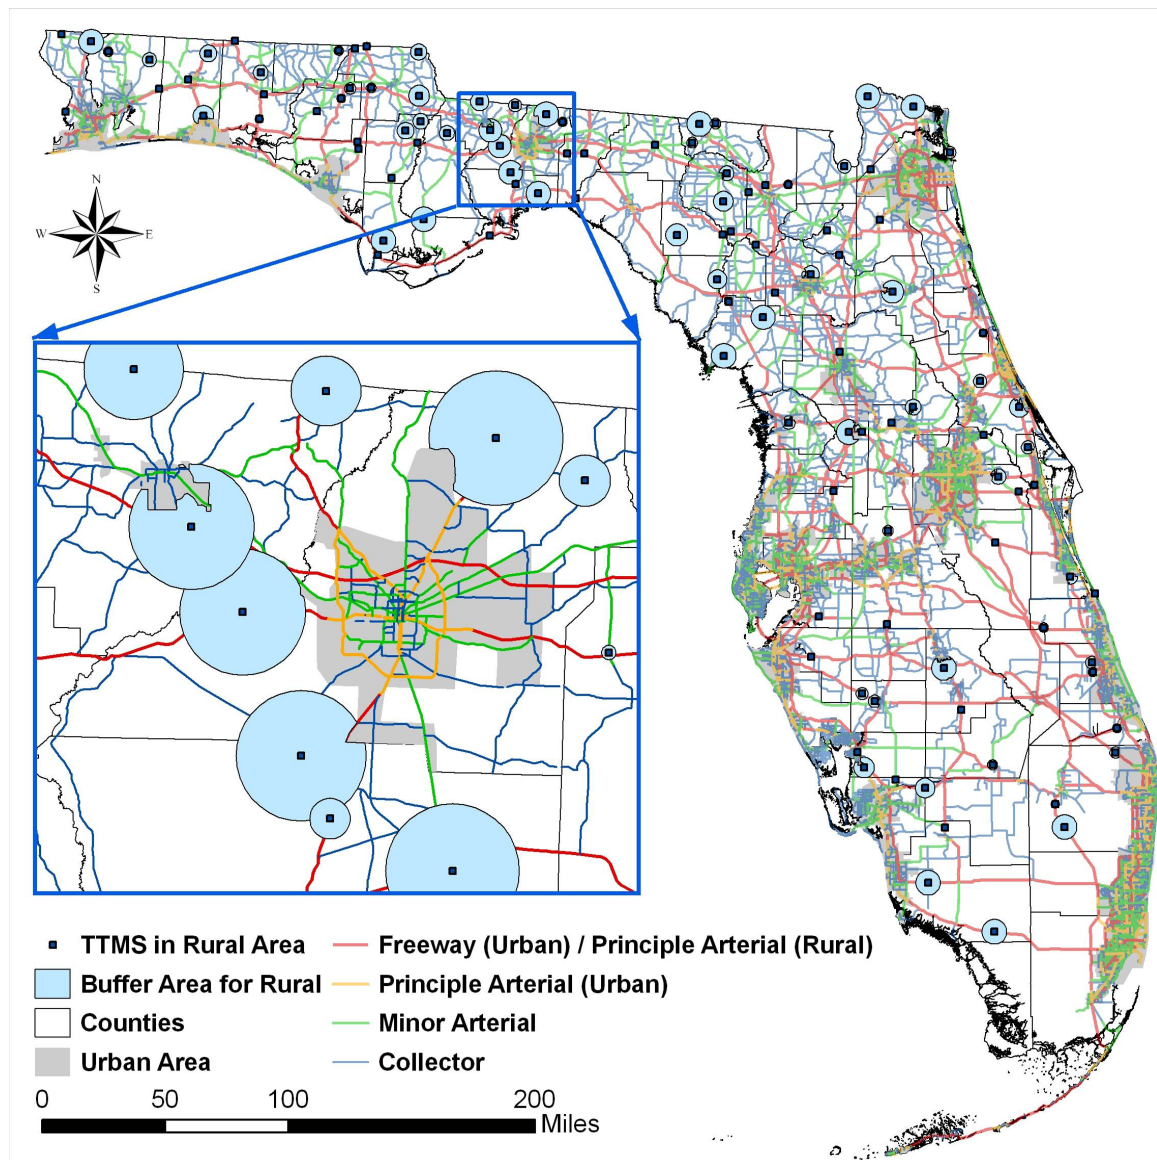 N
W E
S
TTMS in Rural Area
Freeway (Urban) / Principle Arterial (Rural)
Buffer Area for Rural
Principle Arterial (Urban)
Counties
Minor Arterial
Urban Area
Collector
0 50 100 200
Miles